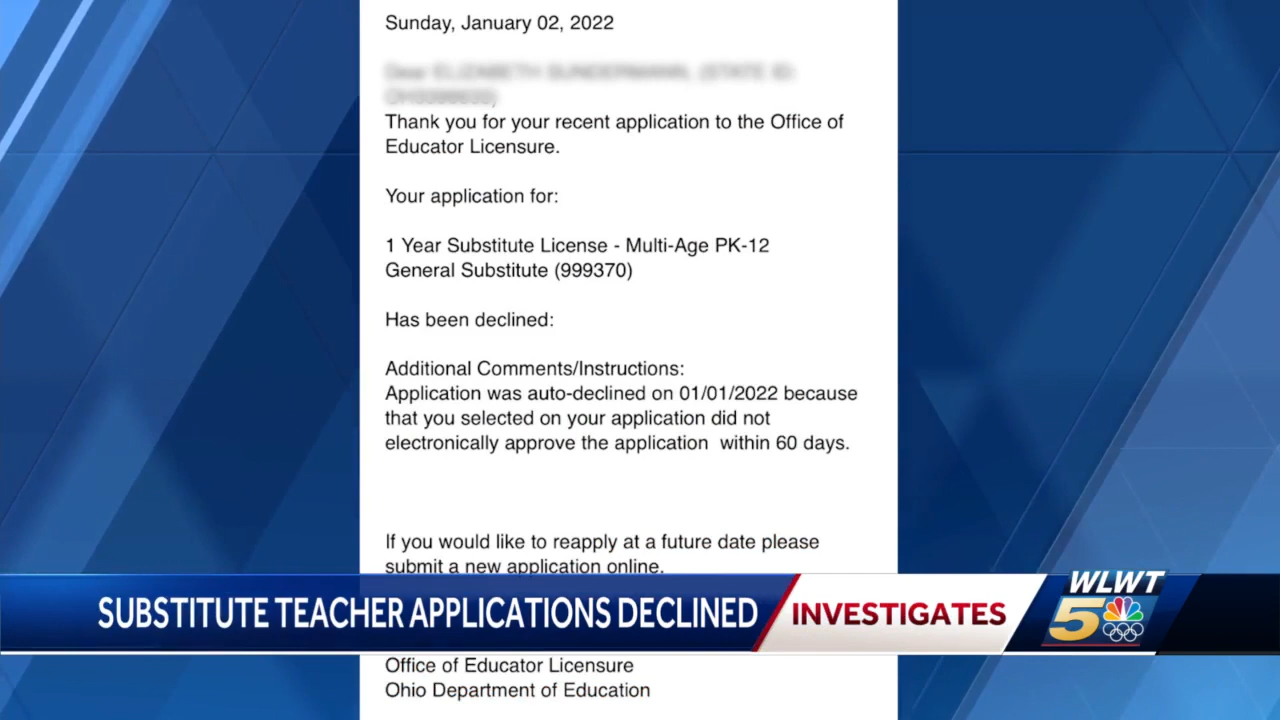 Sunday, January 02, 2022
Thank you for your recent application to the Office of
Educator Licensure.
Your application for:
1 Year Substitute License - Multi-Age PK-12
General Substitute (999370)
Has been declined:
Additional Comments/Instructions:
Application was auto-declined on 01/01/2022 because
that you selected on your application did not
electronically approve the application  within 60 days.
If you would like to reapply at a future date please
submit a new application online.
SUBSTITUTE TEACHER APPLICATIONS DECLINED
INVESTIGATES
WLWT
5
Office of Educator Licensure
Ohio Department of Education